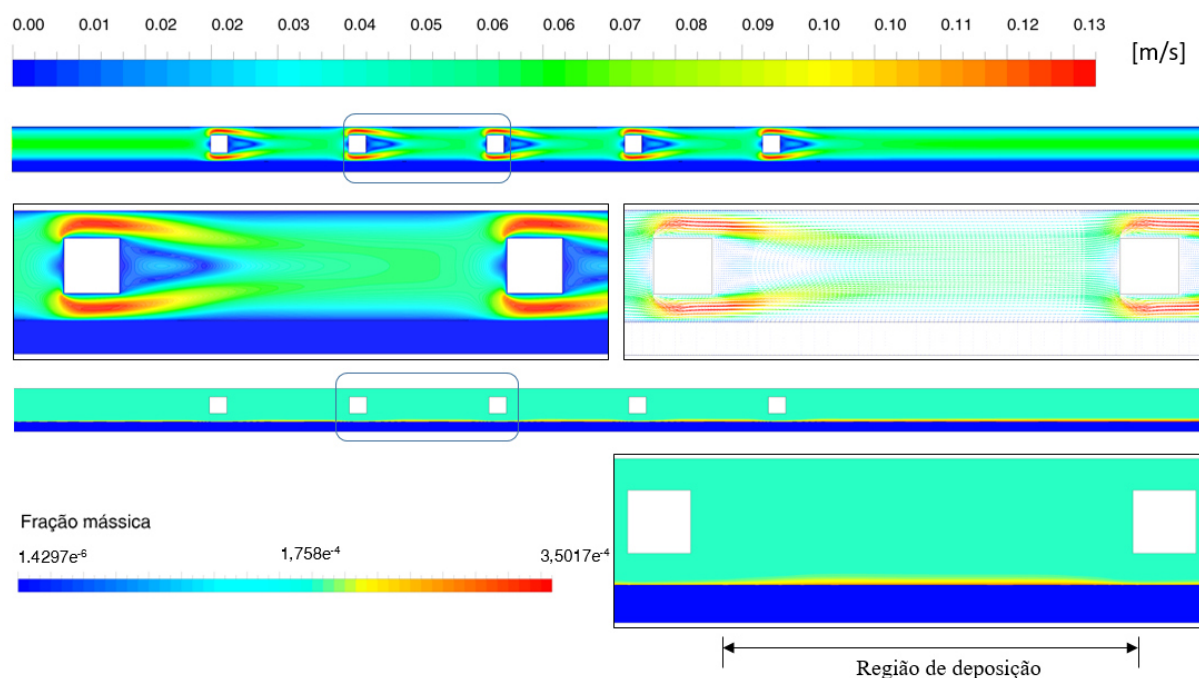 0.00 0.01 0.02 0.02 0.04 0.05 0.06 0.06 0.07 0.08 0.09 0.10 0.10 0.11 0.12 0.13
[m/s]
Fração mássica
1.4297e-6 1,758e-4 3,5017e-4
Região de deposição